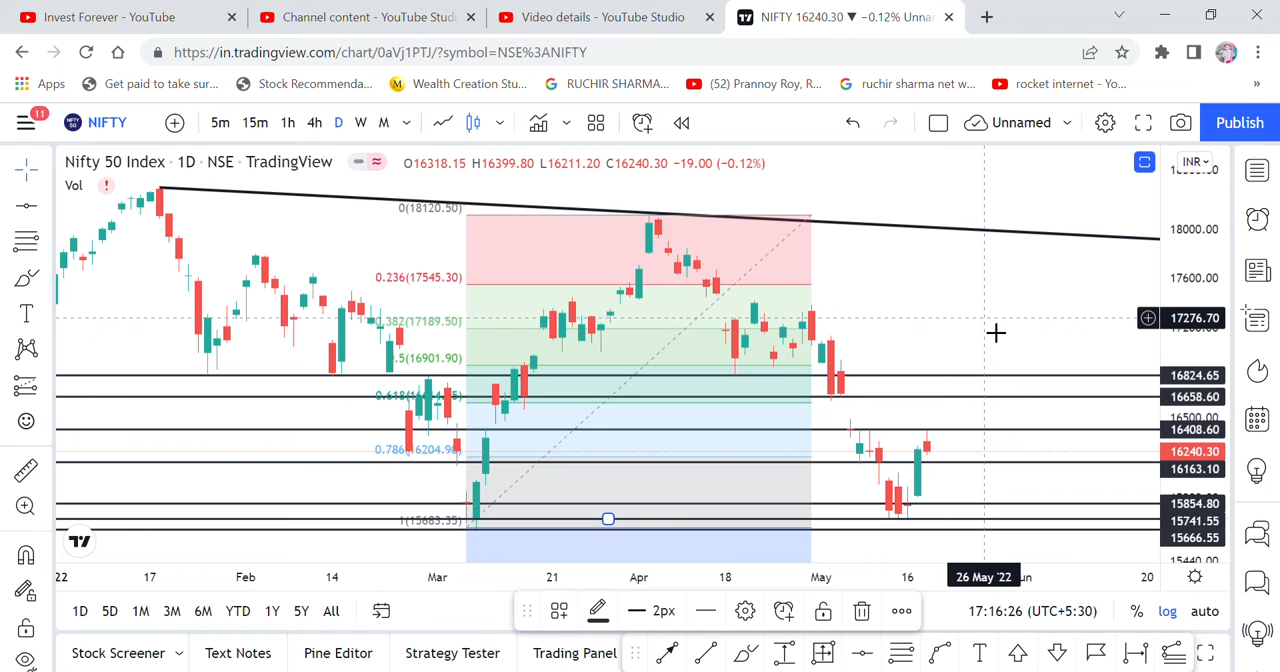 Invest Forever - YouTube
Channel content - YouTube Studi
Video details - YouTube Studio
NIFTY 16240.30 ▼ −0.12% Unna
https://in.tradingview.com/chart/0aVj1PTJ/?symbol=NSE%3ANIFTY
Apps
Get paid to take sur...
Stock Recommenda...
M Wealth Creation Stu...
RUCHIR SHARMA...
(52) Prannoy Roy, R...
ruchir sharma net w...
rocket internet - Yo...
»
11
NIFTY
5m 15m 1h 4h D W M
Unnamed
Publish
Nifty 50 Index · 1D · NSE · TradingView
O16318.15 H16399.80 L16211.20 C16240.30 −19.00 (−0.12%)
INR
Vol
0(18120.50)
18000.00
0.236(17545.30)
17600.00
0.382(17189.50)
17276.70
0.5(16901.90)
16824.65
16658.60
16500.00
16408.60
0.786(16204.90)
16240.30
16163.10
15854.80
1(15683.35)
15741.55
15666.55
15440.00
22 17 Feb 14 Mar 21 Apr 18 May 16 26 May '22 un 20
1D 5D 1M 3M 6M YTD 1Y 5Y All
2px
17:16:26 (UTC+5:30)
% log auto
Stock Screener
Text Notes
Pine Editor
Strategy Tester
Trading Panel